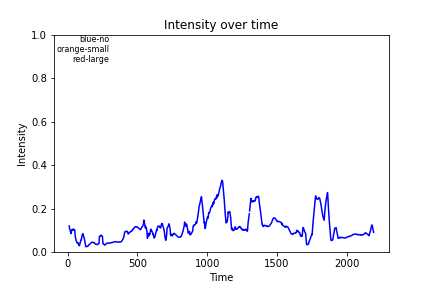 Intensity over time
blue-no
orange-small
red-large
1.0
0.8
0.6
0.4
0.2
0.0
Intensity
0 500 1000 1500 2000
Time